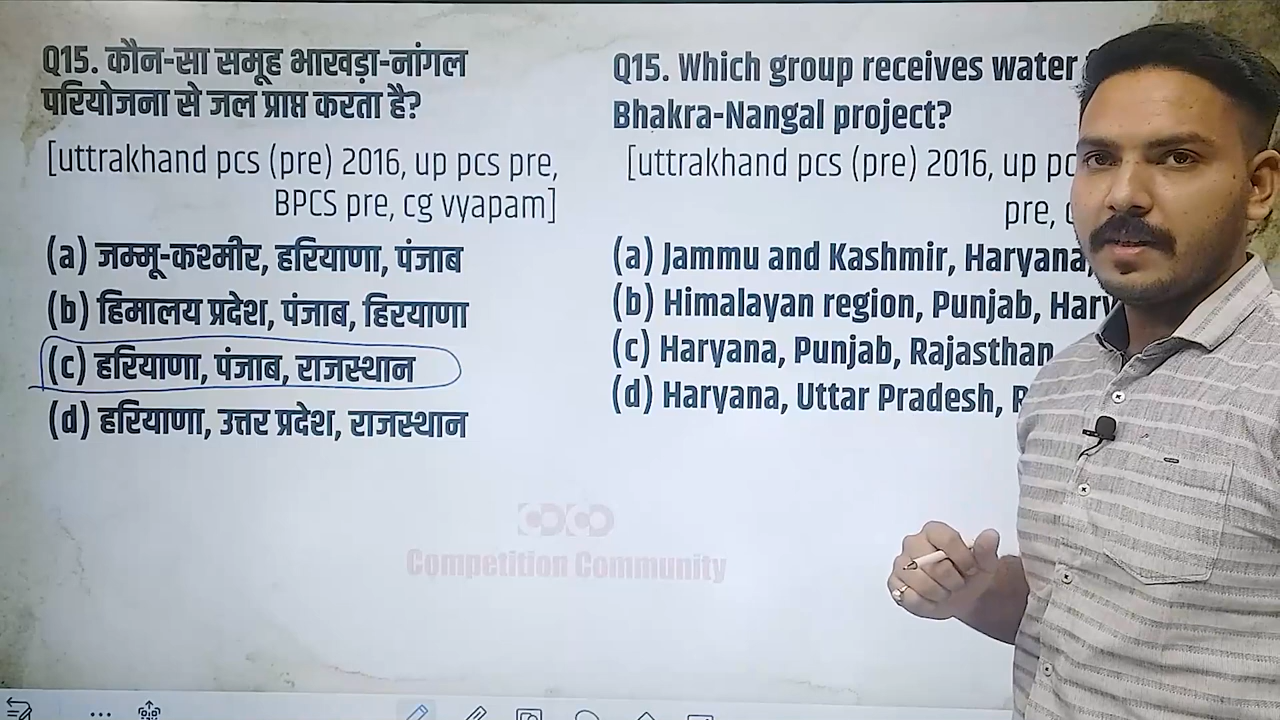 Q15. कौन-सा समूह भाखड़ा-नांगल
परियोजना से जल प्राप्त करता है?
[uttrakhand pcs (pre) 2016, up pcs pre,
BPCS pre, cg vyapam]
(a) जम्मू-कश्मीर, हरियाणा, पंजाब
(b) हिमालय प्रदेश, पंजाब, हिरयाणा
(c) हरियाणा, पंजाब, राजस्थान
(d) हरियाणा, उत्तर प्रदेश, राजस्थान
Q15. Which group receives water
Bhakra-Nangal project?
[uttrakhand pcs (pre) 2016, up
pre,
(a) Jammu and Kashmir, Haryana,
(b) Himalayan region, Punjab,
(c) Haryana, Punjab, Rajasthan
(d) Haryana, Uttar Pradesh,
Competition Community